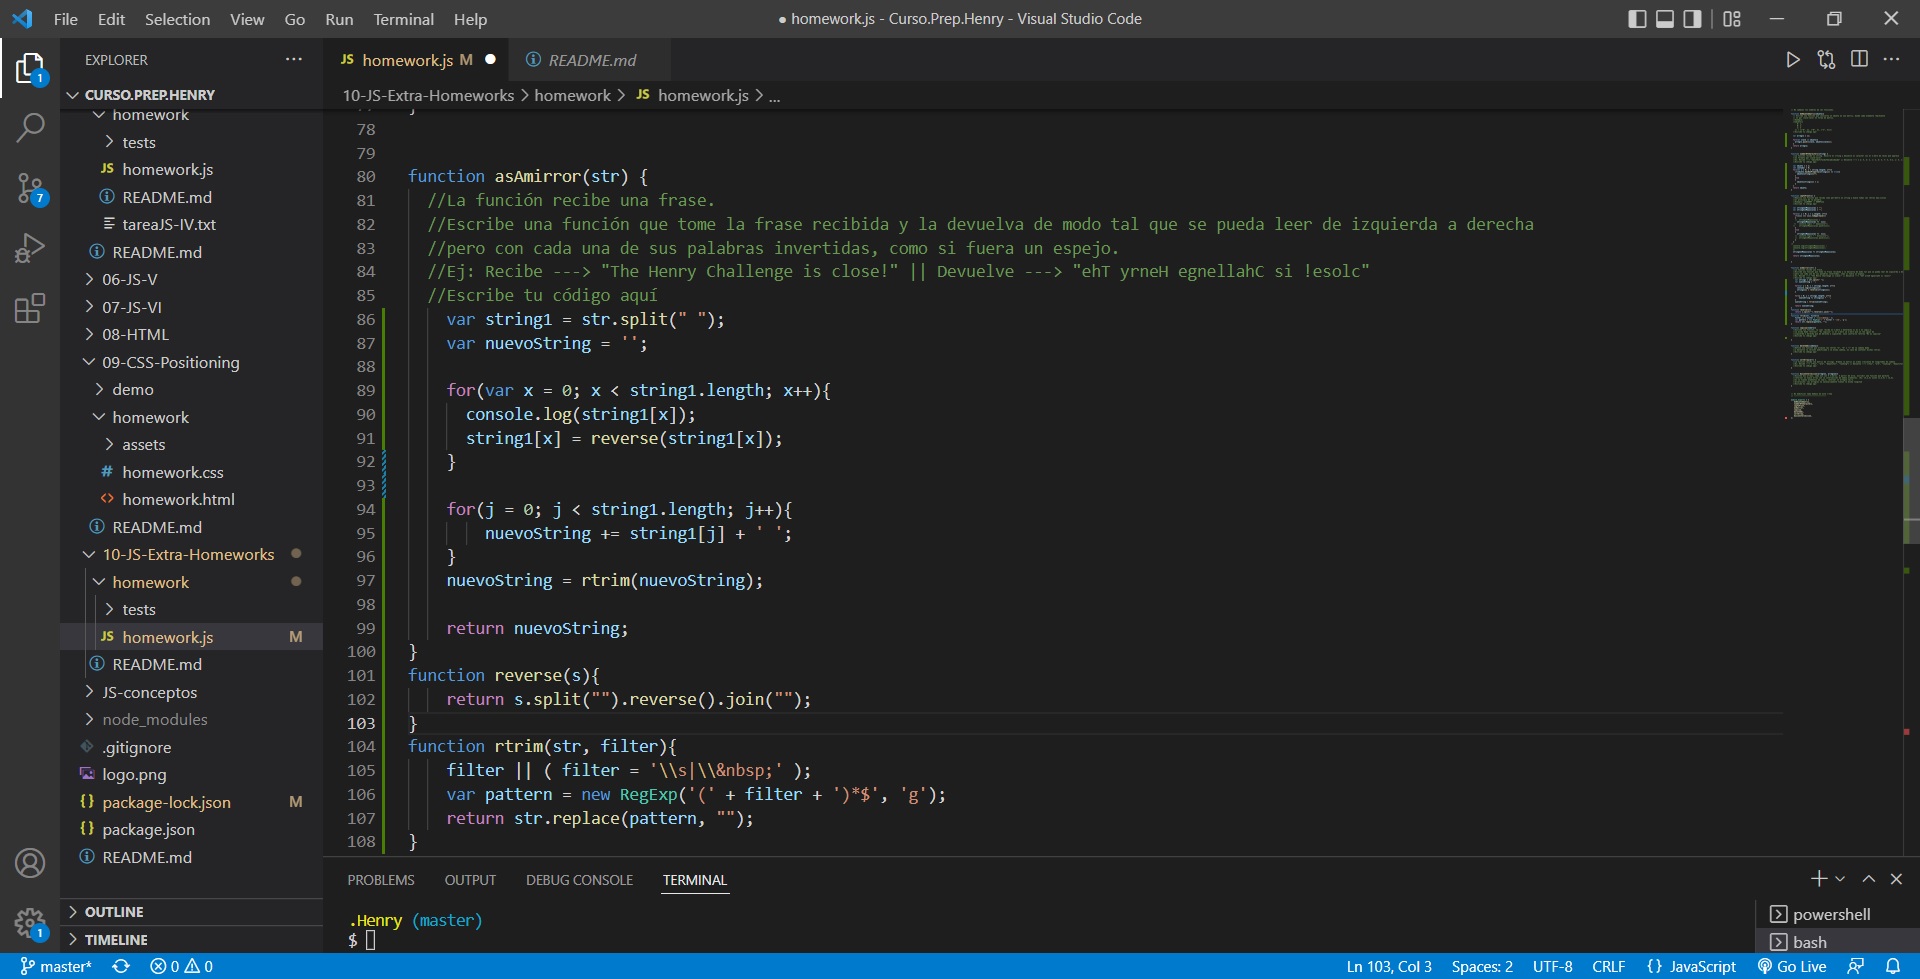 File Edit Selection View Go Run Terminal Help
● homework.js - Curso.Prep.Henry - Visual Studio Code
EXPLORER ...
CURSO.PREP.HENRY
homework
tests
JS homework.js
README.md
tareaJS-IV.txt
README.md
06-JS-V
07-JS-VI
08-HTML
09-CSS-Positioning
demo
homework
assets
# homework.css
<> homework.html
README.md
10-JS-Extra-Homeworks
homework
tests
JS homework.js M
README.md
JS-conceptos
node_modules
.gitignore
logo.png
{} package-lock.json M
{} package.json
README.md
OUTLINE
TIMELINE
1
7
1
JS homework.js M ●
README.md
10-JS-Extra-Homeworks > homework > JS homework.js > ...
78
79
80 function asAmirror(str) {
81 //La función recibe una frase.
82 //Escribe una función que tome la frase recibida y la devuelva de modo tal que se pueda leer de izquierda a derecha
83 //pero con cada una de sus palabras invertidas, como si fuera un espejo.
84 //Ej: Recibe ---> "The Henry Challenge is close!" || Devuelve ---> "ehT yrneH egnellahC si !esolc"
85 //Escribe tu código aquí
86 var string1 = str.split(" ");
87 var nuevoString = '';
88
89 for(var x = 0; x < string1.length; x++){
90 console.log(string1[x]);
91 string1[x] = reverse(string1[x]);
92 }
93
94 for(j = 0; j < string1.length; j++){
95 nuevoString += string1[j] + ' ';
96 }
97 nuevoString = rtrim(nuevoString);
98
99 return nuevoString;
100 }
101 function reverse(s){
102 return s.split("").reverse().join("");
103 }
104 function rtrim(str, filter){
105 filter || ( filter = '\\s|\\&nbsp;' );
106 var pattern = new RegExp('(' + filter + ')*$', 'g');
107 return str.replace(pattern, "");
108 }
PROBLEMS OUTPUT DEBUG CONSOLE TERMINAL
.Henry (master)
$
powershell
bash
master* 0 0
Ln 103, Col 3 Spaces: 2 UTF-8 CRLF {} JavaScript Go Live